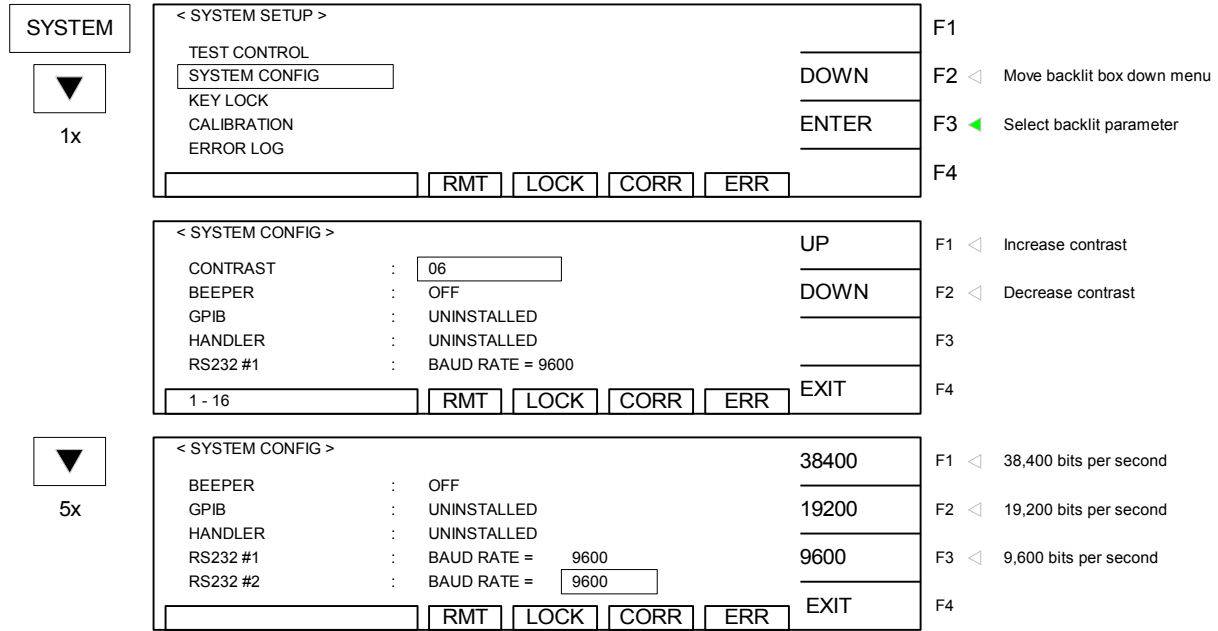 SYSTEM
1x
< SYSTEM SETUP >
TEST CONTROL
SYSTEM CONFIG
KEY LOCK
CALIBRATION
ERROR LOG
RMT LOCK CORR ERR
DOWN
ENTER
F1
F2 Move backlit box down menu
F3 Select backlit parameter
F4
< SYSTEM CONFIG >
CONTRAST : 06
BEEPER : OFF
GPIB : UNINSTALLED
HANDLER : UNINSTALLED
RS232 #1 : BAUD RATE = 9600
1 - 16 RMT LOCK CORR ERR
UP
DOWN
EXIT
F1 Increase contrast
F2 Decrease contrast
F3
F4
5x
< SYSTEM CONFIG >
BEEPER : OFF
GPIB : UNINSTALLED
HANDLER : UNINSTALLED
RS232 #1 : BAUD RATE = 9600
RS232 #2 : BAUD RATE = 9600
RMT LOCK CORR ERR
38400
19200
9600
EXIT
F1 38,400 bits per second
F2 19,200 bits per second
F3 9,600 bits per second
F4